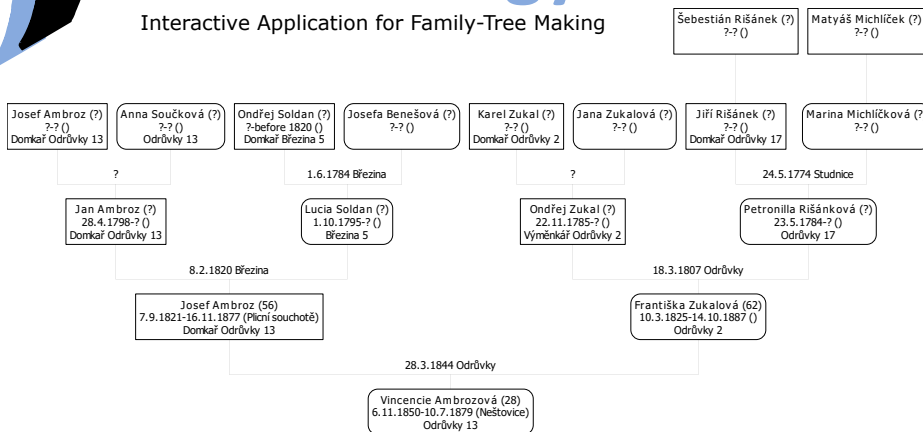 Interactive Application for Family-Tree Making
Šebestián Rišánek (?)
?-? ()
Matyáš Michlíček (?)
?-? ()
Josef Ambroz (?)
?-? ()
Domkař Odrůvky 13
Anna Součková (?)
?-? ()
Odrůvky 13
Ondřej Soldan (?)
?-before 1820 ()
Domkař Březina 5
Josefa Benešová (?)
?-? ()
Karel Zukal (?)
?-? ()
Domkař Odrůvky 2
Jana Zukalová (?)
?-? ()
Jiří Rišánek (?)
?-? ()
Domkař Odrůvky 17
Marina Michlíčková (?
?-? ()
?
1.6.1784 Březina
?
24.5.1774 Studnice
Jan Ambroz (?)
28.4.1798-? ()
Domkař Odrůvky 13
Lucia Soldan (?)
1.10.1795-? ()
Březina 5
Ondřej Zukal (?)
22.11.1785-? ()
Výměnkář Odrůvky 2
Petronilla Rišánková (?)
23.5.1784-? ()
Odrůvky 17
8.2.1820 Březina
18.3.1807 Odrůvky
Josef Ambroz (56)
7.9.1821-16.11.1877 (Plicní souchotě)
Domkař Odrůvky 13
Františka Zukalová (62)
10.3.1825-14.10.1887 ()
Odrůvky 2
28.3.1844 Odrůvky
Vincencie Ambrozová (28)
6.11.1850-10.7.1879 (Neštovice)
Odrůvky 13